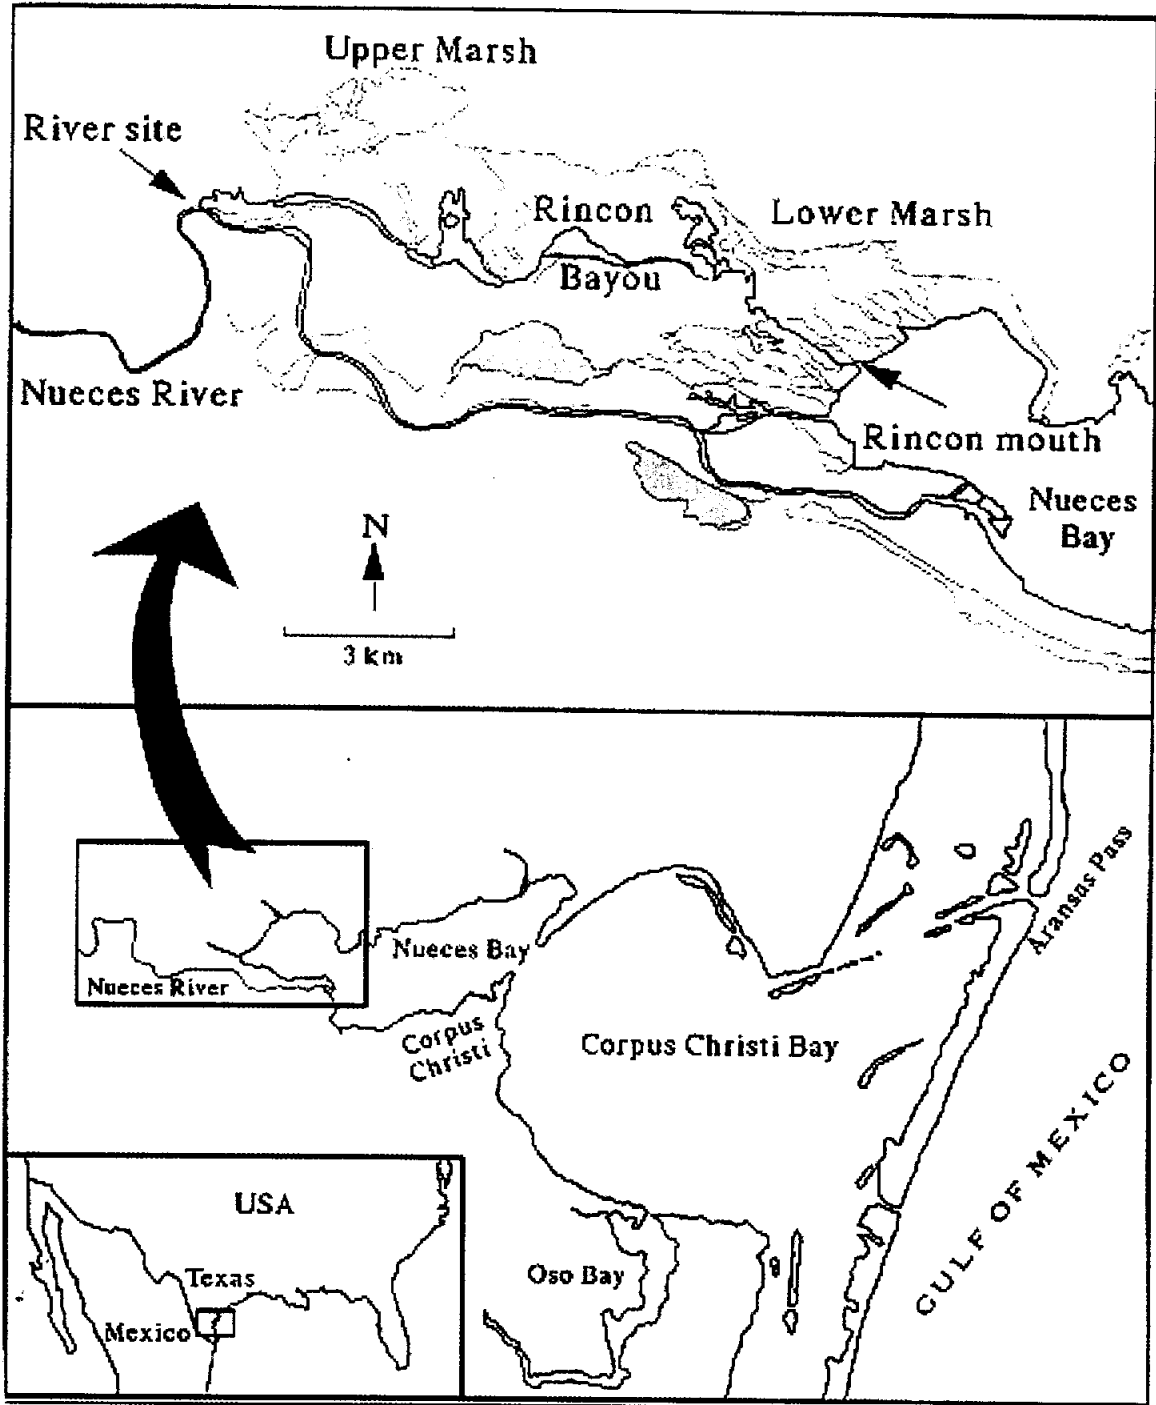 Upper Marsh
River site
Rincon
Bayou
Lower Marsh
Nueces River
Rincon mouth
Nueces
Bay
N
3 km
Aransas Pass
Nueces Bay
Nueces River
Corpus
Christi
Corpus Christi Bay
GULF OF MEXICO
USA
Texas
Mexico
Oso Bay